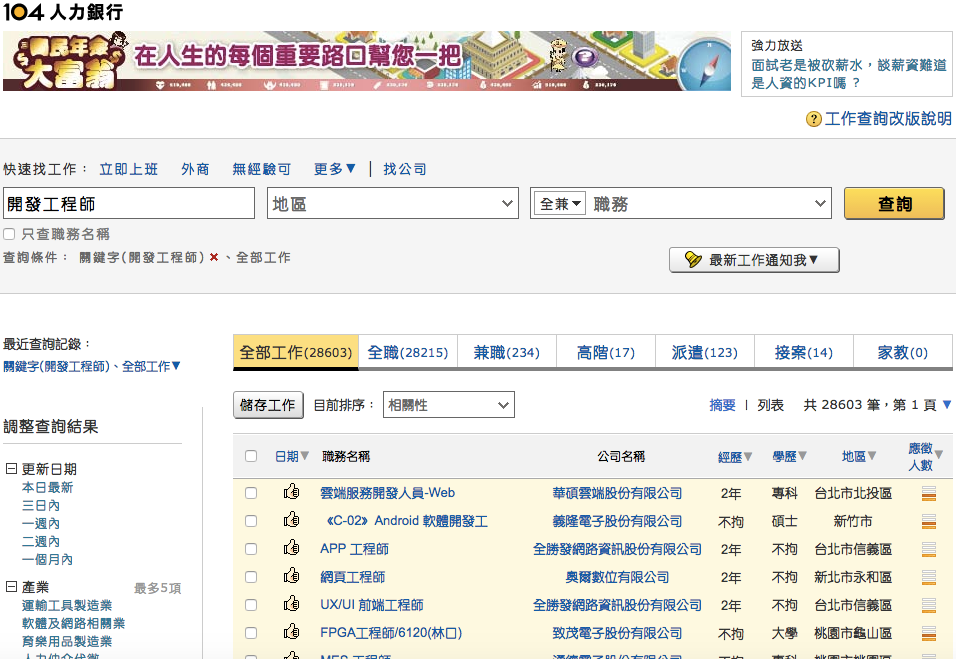 104 人力銀行
國民年金
大富翁
在人生的每個重要路口幫您一把
強力放送
面試老是被砍薪水，談薪資難道
是人資的KPI嗎 ?
? 工作查詢改版說明
快速找工作： 立即上班 外商 無經驗可 更多▼ | 找公司
開發工程師 地區 全兼▼ 職務 查詢
只查職務名稱
查詢條件： 關鍵字(開發工程師) ✕ 、全部工作
最新工作通知我▼
最近查詢記錄：
關鍵字(開發工程師)、全部工作▼
全部工作(28603) 全職(28215) 兼職(234) 高階(17) 派遣(123) 接案(14) 家教(0)
儲存工作 目前排序： 相關性 摘要 | 列表 共 28603 筆，第 1 頁 ▼
調整查詢結果
日期▼ 職務名稱 公司名稱 經歷▼ 學歷▼ 地區▼ 應徵人數▼
更新日期
本日最新
三日內
一週內
二週內
一個月內
產業 最多5項
運輸工具製造業
軟體及網路相關業
育樂用品製造業
人力仲介代徵
雲端服務開發人員-Web 華碩雲端股份有限公司 2年 專科 台北市北投區
《C-02》Android 軟體開發工 義隆電子股份有限公司 不拘 碩士 新竹市
APP 工程師 全勝發網路資訊股份有限公司 2年 不拘 台北市信義區
網頁工程師 奧爾數位有限公司 2年 不拘 新北市永和區
UX/UI 前端工程師 全勝發網路資訊股份有限公司 2年 不拘 台北市信義區
FPGA工程師/6120(林口) 致茂電子股份有限公司 不拘 大學 桃園市龜山區
MES 工程師